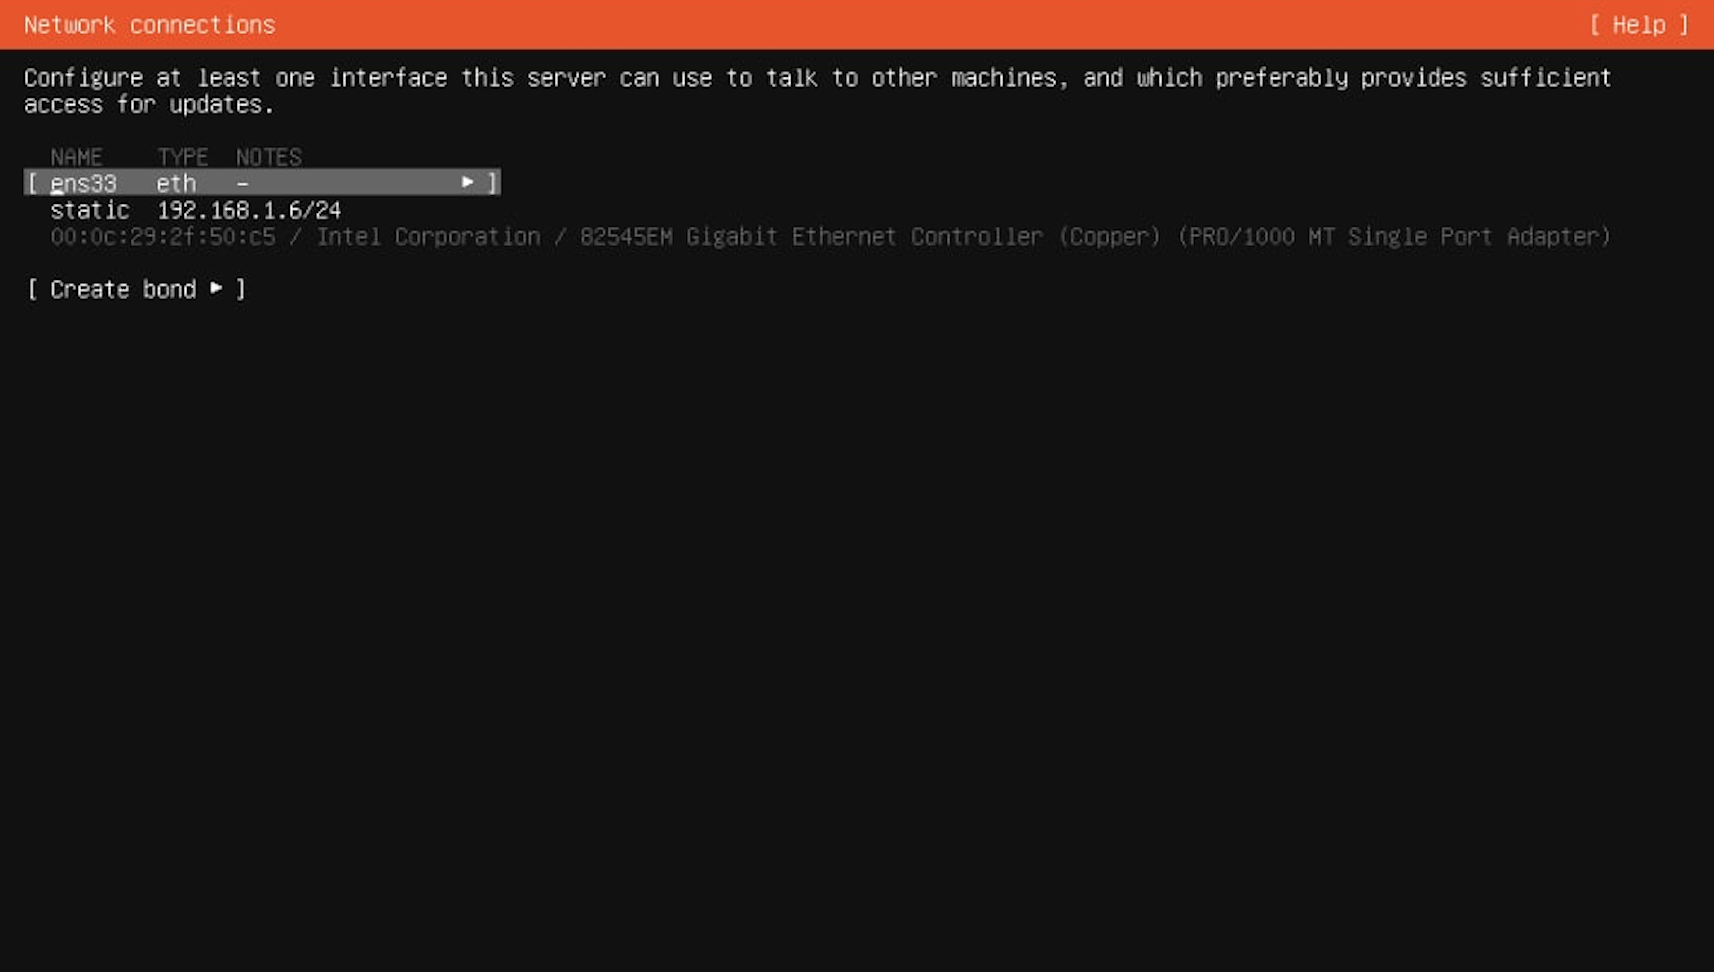 Network connections [ Help ]
Configure at least one interface this server can use to talk to other machines, and which preferably provides sufficient
access for updates.
NAME TYPE NOTES
[ ens33 eth – ▸ ]
static 192.168.1.6/24
00:0c:29:2f:50:c5 / Intel Corporation / 82545EM Gigabit Ethernet Controller (Copper) (PRO/1000 MT Single Port Adapter)
[ Create bond ▸ ]